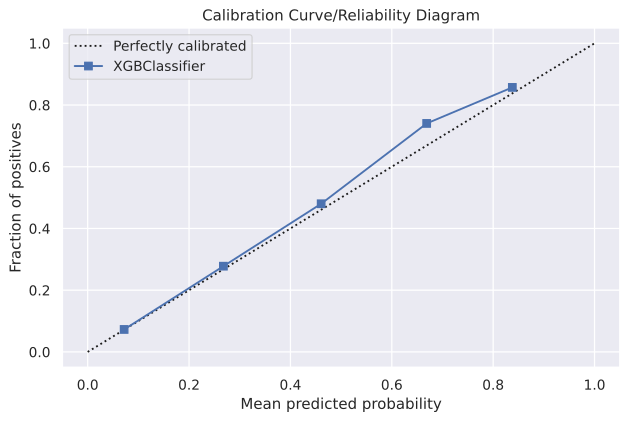 Calibration Curve/Reliability Diagram
Perfectly calibrated
XGBClassifier
Fraction of positives
1.0
0.8
0.6
0.4
0.2
0.0
0.0 0.2 0.4 0.6 0.8 1.0
Mean predicted probability